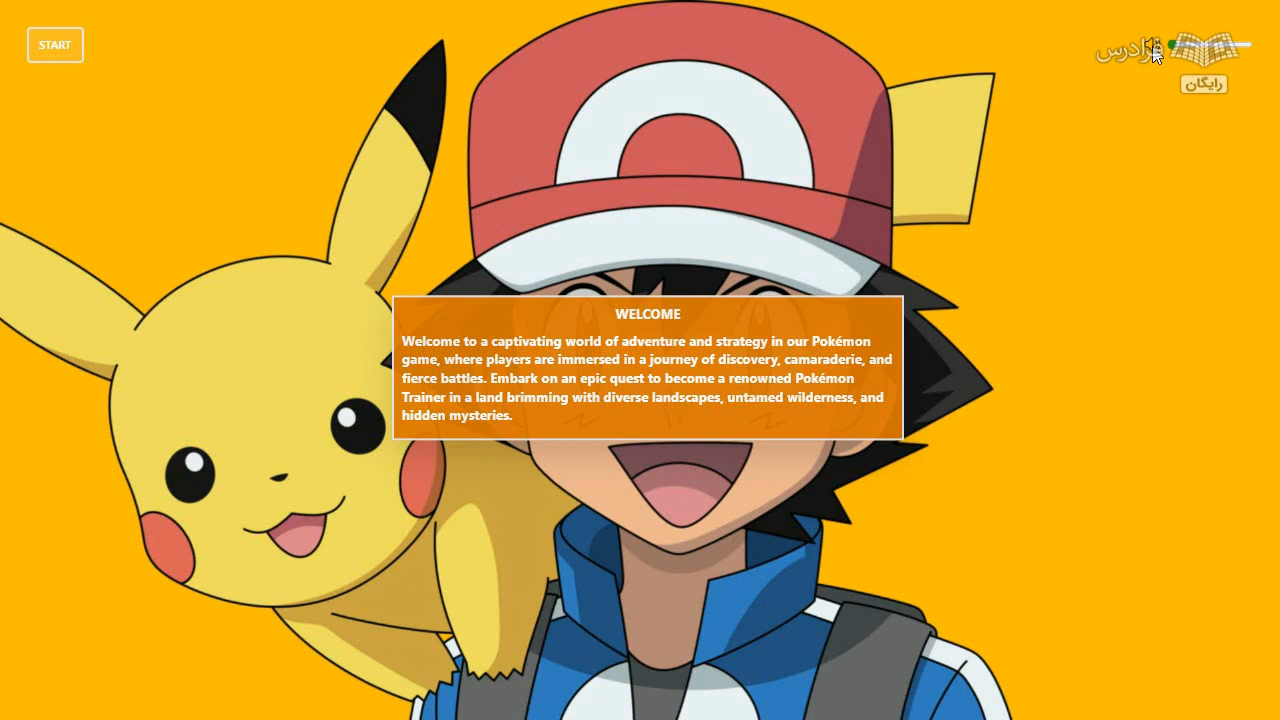 START
فرادرس
رایگان
WELCOME
Welcome to a captivating world of adventure and strategy in our Pokémon
game, where players are immersed in a journey of discovery, camaraderie, and
fierce battles. Embark on an epic quest to become a renowned Pokémon
Trainer in a land brimming with diverse landscapes, untamed wilderness, and
hidden mysteries.